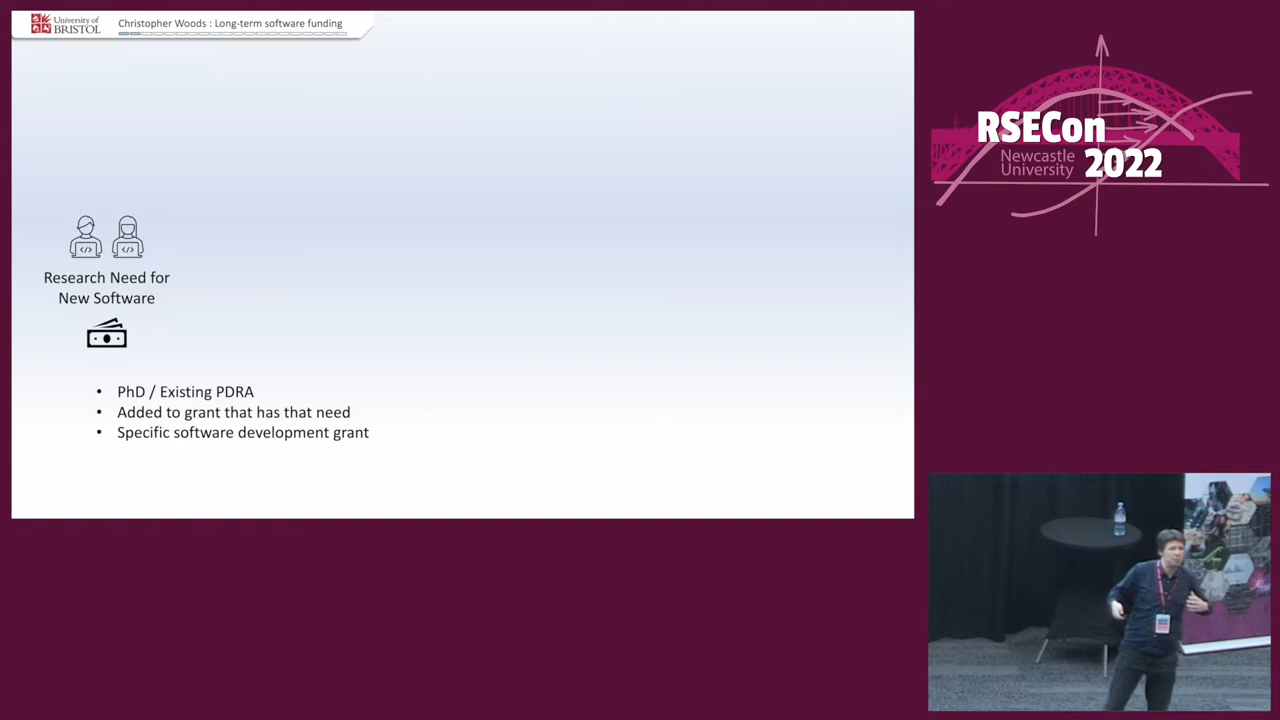 University of
BRISTOL
Christopher Woods : Long-term software funding
Research Need for
New Software
• PhD / Existing PDRA
• Added to grant that has that need
• Specific software development grant
RSECon
Newcastle
University
2022